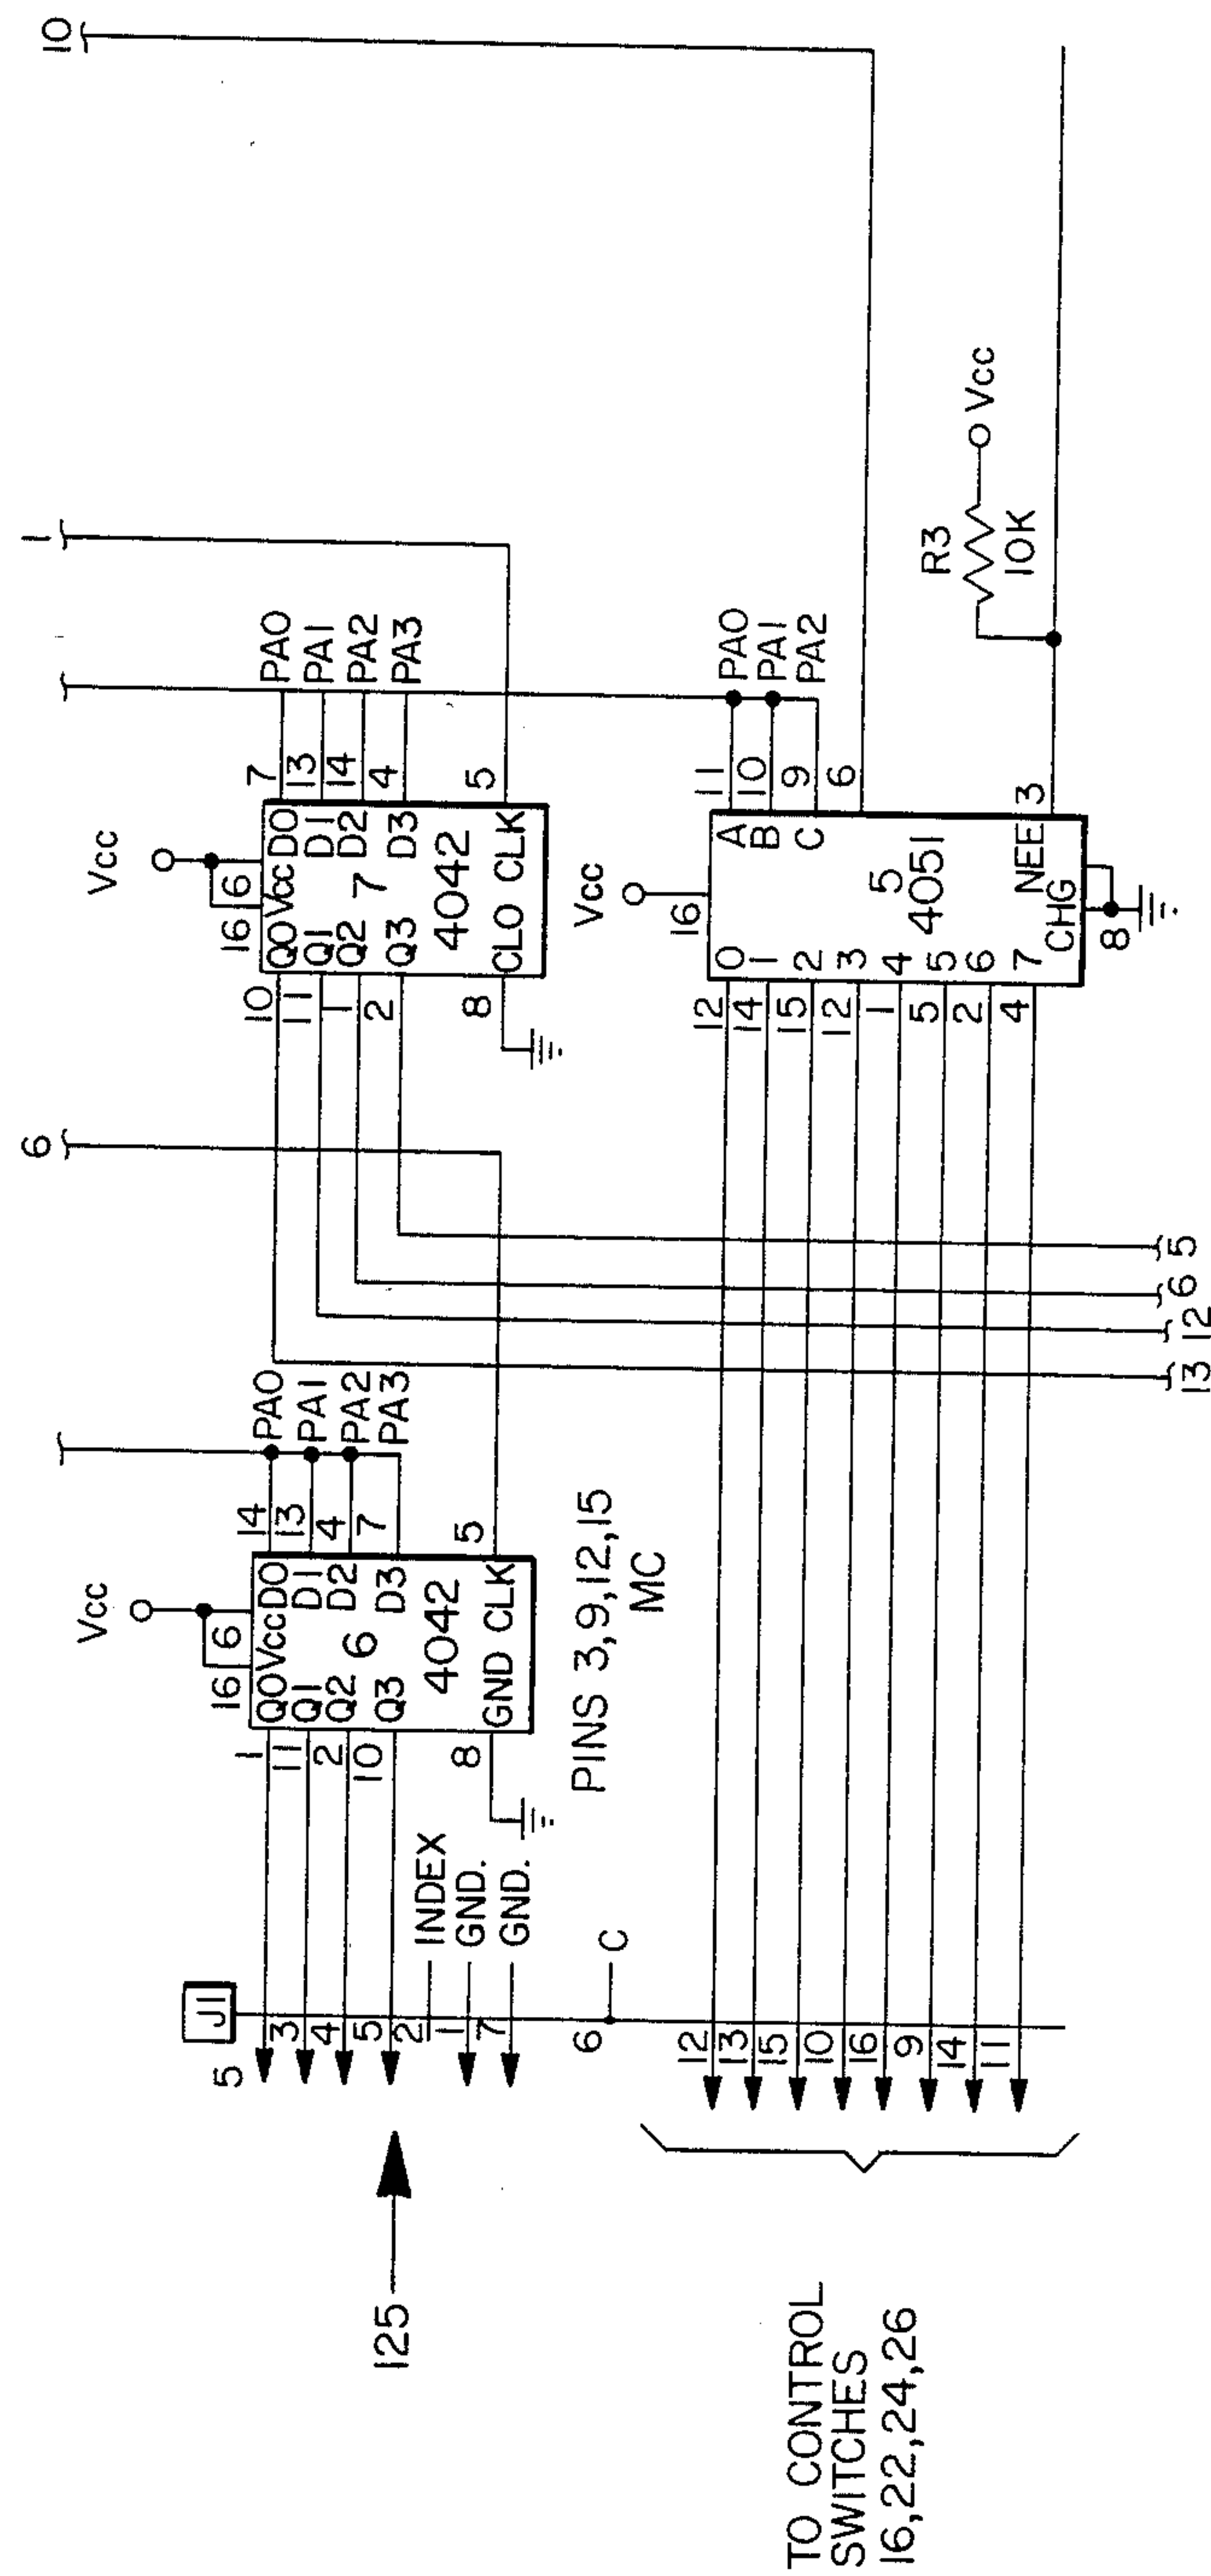 10
1
6
Vcc
16 6
Q0 Vcc D0
Q1 D1
Q2 7 D2
Q3 D3
4042
CLO CLK
10
11
1
2
8
7
13
14
4
5
PA0
PA1
PA2
PA3
Vcc
16 6
Q0 Vcc D0
Q1 D1
Q2 6 D2
Q3 D3
4042
GND CLK
1
11
2
10
8
14
13
4
7
5
PA0
PA1
PA2
PA3
PINS 3,9,12,15
MC
J1
5
3
4
5
2
1
7
INDEX
GND.
GND.
6
C
125
Vcc
16
0 A
1 B
2 C
3
4 5
5 4051
6
7 NEE
CHG
8
12
14
15
12
1
5
2
4
11
10
9
6
3
PA0
PA1
PA2
R3
10K
Vcc
12
13
15
10
16
9
14
11
13
12
6
5
TO CONTROL
SWITCHES
16,22,24,26